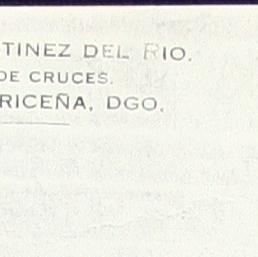 TINEZ DEL RIO.
DE CRUCES.
RICEÑA, DGO.